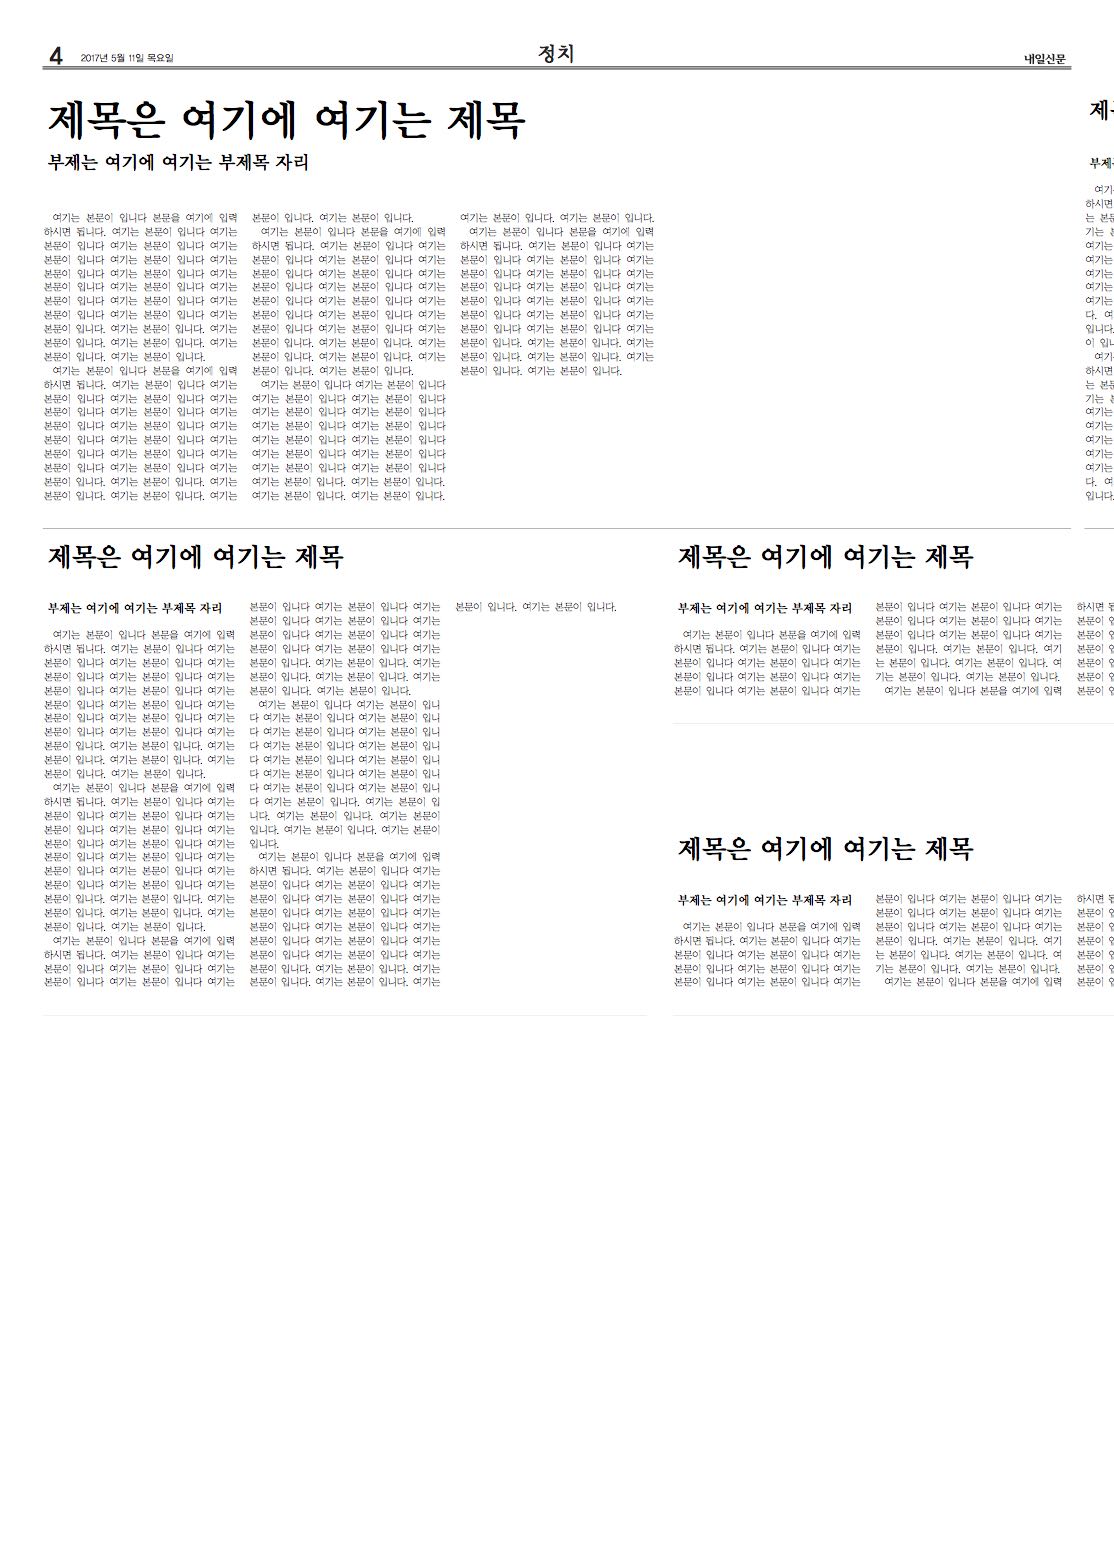 4 2017년 5월 11일 목요일 정치 내일신문
제목은 여기에 여기는 제목
부제는 여기에 여기는 부제목 자리
여기는 본문이 입니다 본문을 여기에 입력
하시면 됩니다. 여기는 본문이 입니다 여기는
본문이 입니다 여기는 본문이 입니다 여기는
본문이 입니다 여기는 본문이 입니다 여기는
본문이 입니다 여기는 본문이 입니다 여기는
본문이 입니다 여기는 본문이 입니다 여기는
본문이 입니다 여기는 본문이 입니다 여기는
본문이 입니다 여기는 본문이 입니다 여기는
본문이 입니다. 여기는 본문이 입니다. 여기는
본문이 입니다. 여기는 본문이 입니다. 여기는
본문이 입니다. 여기는 본문이 입니다.
여기는 본문이 입니다 본문을 여기에 입력
하시면 됩니다. 여기는 본문이 입니다 여기는
본문이 입니다 여기는 본문이 입니다 여기는
본문이 입니다 여기는 본문이 입니다 여기는
본문이 입니다 여기는 본문이 입니다 여기는
본문이 입니다 여기는 본문이 입니다 여기는
본문이 입니다 여기는 본문이 입니다 여기는
본문이 입니다 여기는 본문이 입니다 여기는
본문이 입니다. 여기는 본문이 입니다. 여기는
본문이 입니다. 여기는 본문이 입니다. 여기는
본문이 입니다. 여기는 본문이 입니다.
여기는 본문이 입니다 본문을 여기에 입력
하시면 됩니다. 여기는 본문이 입니다 여기는
본문이 입니다 여기는 본문이 입니다 여기는
본문이 입니다 여기는 본문이 입니다 여기는
본문이 입니다 여기는 본문이 입니다 여기는
본문이 입니다 여기는 본문이 입니다 여기는
본문이 입니다 여기는 본문이 입니다 여기는
본문이 입니다 여기는 본문이 입니다 여기는
본문이 입니다. 여기는 본문이 입니다. 여기는
본문이 입니다. 여기는 본문이 입니다. 여기는
본문이 입니다. 여기는 본문이 입니다.
여기는 본문이 입니다 여기는 본문이 입니다
여기는 본문이 입니다 여기는 본문이 입니다
여기는 본문이 입니다 여기는 본문이 입니다
여기는 본문이 입니다 여기는 본문이 입니다
여기는 본문이 입니다 여기는 본문이 입니다
여기는 본문이 입니다 여기는 본문이 입니다
여기는 본문이 입니다 여기는 본문이 입니다
여기는 본문이 입니다. 여기는 본문이 입니다.
여기는 본문이 입니다. 여기는 본문이 입니다.
여기는 본문이 입니다. 여기는 본문이 입니다.
여기는 본문이 입니다 본문을 여기에 입력
하시면 됩니다. 여기는 본문이 입니다 여기는
본문이 입니다 여기는 본문이 입니다 여기는
본문이 입니다 여기는 본문이 입니다 여기는
본문이 입니다 여기는 본문이 입니다 여기는
본문이 입니다 여기는 본문이 입니다 여기는
본문이 입니다 여기는 본문이 입니다 여기는
본문이 입니다 여기는 본문이 입니다 여기는
본문이 입니다. 여기는 본문이 입니다. 여기는
본문이 입니다. 여기는 본문이 입니다. 여기는
본문이 입니다. 여기는 본문이 입니다.
제목은 여기에 여기는 제목
부제는 여기에 여기는 부제목 자리
여기는 본문이 입니다 본문을 여기에 입력
하시면 됩니다. 여기는 본문이 입니다 여기는
본문이 입니다 여기는 본문이 입니다 여기는
본문이 입니다 여기는 본문이 입니다 여기는
본문이 입니다 여기는 본문이 입니다 여기는
본문이 입니다 여기는 본문이 입니다 여기는
본문이 입니다 여기는 본문이 입니다 여기는
본문이 입니다 여기는 본문이 입니다 여기는
본문이 입니다. 여기는 본문이 입니다. 여기는
본문이 입니다. 여기는 본문이 입니다. 여기는
본문이 입니다. 여기는 본문이 입니다.
여기는 본문이 입니다 본문을 여기에 입력
하시면 됩니다. 여기는 본문이 입니다 여기는
본문이 입니다 여기는 본문이 입니다 여기는
본문이 입니다 여기는 본문이 입니다 여기는
본문이 입니다 여기는 본문이 입니다 여기는
본문이 입니다 여기는 본문이 입니다 여기는
본문이 입니다 여기는 본문이 입니다 여기는
본문이 입니다 여기는 본문이 입니다 여기는
본문이 입니다. 여기는 본문이 입니다. 여기는
본문이 입니다. 여기는 본문이 입니다. 여기는
본문이 입니다. 여기는 본문이 입니다.
여기는 본문이 입니다 본문을 여기에 입력
하시면 됩니다. 여기는 본문이 입니다 여기는
본문이 입니다 여기는 본문이 입니다 여기는
본문이 입니다 여기는 본문이 입니다 여기는
본문이 입니다 여기는 본문이 입니다 여기는
본문이 입니다 여기는 본문이 입니다 여기는
본문이 입니다 여기는 본문이 입니다 여기는
본문이 입니다 여기는 본문이 입니다 여기는
본문이 입니다. 여기는 본문이 입니다. 여기는
본문이 입니다. 여기는 본문이 입니다. 여기는
본문이 입니다. 여기는 본문이 입니다.
여기는 본문이 입니다 여기는 본문이 입니
다 여기는 본문이 입니다 여기는 본문이 입니
다 여기는 본문이 입니다 여기는 본문이 입니
다 여기는 본문이 입니다 여기는 본문이 입니
다 여기는 본문이 입니다 여기는 본문이 입니
다 여기는 본문이 입니다 여기는 본문이 입니
다 여기는 본문이 입니다 여기는 본문이 입니
다 여기는 본문이 입니다. 여기는 본문이 입
니다. 여기는 본문이 입니다. 여기는 본문이
입니다. 여기는 본문이 입니다. 여기는 본문이
입니다.
여기는 본문이 입니다 본문을 여기에 입력
하시면 됩니다. 여기는 본문이 입니다 여기는
본문이 입니다 여기는 본문이 입니다 여기는
본문이 입니다 여기는 본문이 입니다 여기는
본문이 입니다 여기는 본문이 입니다 여기는
본문이 입니다 여기는 본문이 입니다 여기는
본문이 입니다 여기는 본문이 입니다 여기는
본문이 입니다 여기는 본문이 입니다 여기는
본문이 입니다. 여기는 본문이 입니다. 여기는
본문이 입니다. 여기는 본문이 입니다. 여기는
본문이 입니다. 여기는 본문이 입니다.
제목은 여기에 여기는 제목
부제는 여기에 여기는 부제목 자리
여기는 본문이 입니다 본문을 여기에 입력
하시면 됩니다. 여기는 본문이 입니다 여기는
본문이 입니다 여기는 본문이 입니다 여기는
본문이 입니다 여기는 본문이 입니다 여기는
본문이 입니다 여기는 본문이 입니다 여기는
본문이 입니다 여기는 본문이 입니다 여기는
본문이 입니다 여기는 본문이 입니다 여기는
본문이 입니다 여기는 본문이 입니다 여기는
본문이 입니다. 여기는 본문이 입니다. 여기
는 본문이 입니다. 여기는 본문이 입니다. 여
기는 본문이 입니다. 여기는 본문이 입니다.
여기는 본문이 입니다 본문을 여기에 입력
하시면
본문이
본문이
본문이
본문이
본문이
본문이
제목은 여기에 여기는 제목
부제는 여기에 여기는 부제목 자리
여기는 본문이 입니다 본문을 여기에 입력
하시면 됩니다. 여기는 본문이 입니다 여기는
본문이 입니다 여기는 본문이 입니다 여기는
본문이 입니다 여기는 본문이 입니다 여기는
본문이 입니다 여기는 본문이 입니다 여기는
본문이 입니다 여기는 본문이 입니다 여기는
본문이 입니다 여기는 본문이 입니다 여기는
본문이 입니다 여기는 본문이 입니다 여기는
본문이 입니다. 여기는 본문이 입니다. 여기
는 본문이 입니다. 여기는 본문이 입니다. 여
기는 본문이 입니다. 여기는 본문이 입니다.
여기는 본문이 입니다 본문을 여기에 입력
하시면
본문이
본문이
본문이
본문이
본문이
본문이